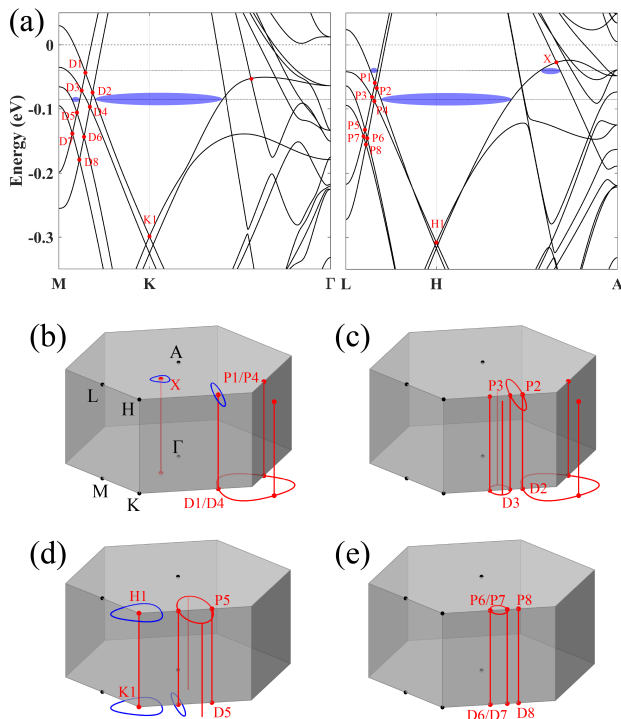 (a)
Energy (eV)
0
-0.1
-0.2
-0.3
D1
D3
D2
D5
D4
D7
D6
D8
K1
M
K
Γ
X
P1
P2
P3
P4
P5
P7
P6
P8
H1
L
H
A
(b)
(c)
A
X
P1/P4
L
H
Γ
M
K
D1/D4
P3
P2
D2
D3
(d)
(e)
H1
P5
K1
D5
P6/P7
P8
D6/D7
D8